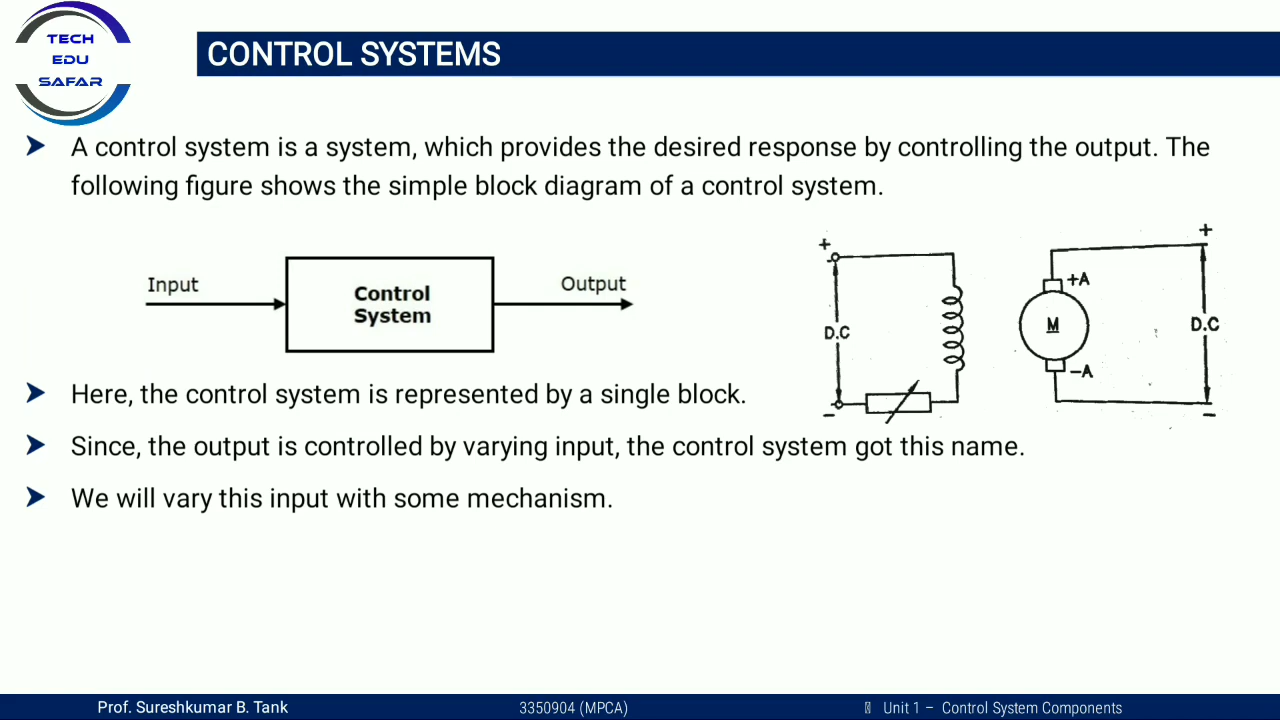 TECH
EDU
SAFAR
CONTROL SYSTEMS
A control system is a system, which provides the desired response by controlling the output. The
following figure shows the simple block diagram of a control system.
Input
Control
System
Output
+
D.C
−
+A
M
−A
+
D.C
−
Here, the control system is represented by a single block.
Since, the output is controlled by varying input, the control system got this name.
We will vary this input with some mechanism.
Prof. Sureshkumar B. Tank
3350904 (MPCA)
Unit 1 – Control System Components